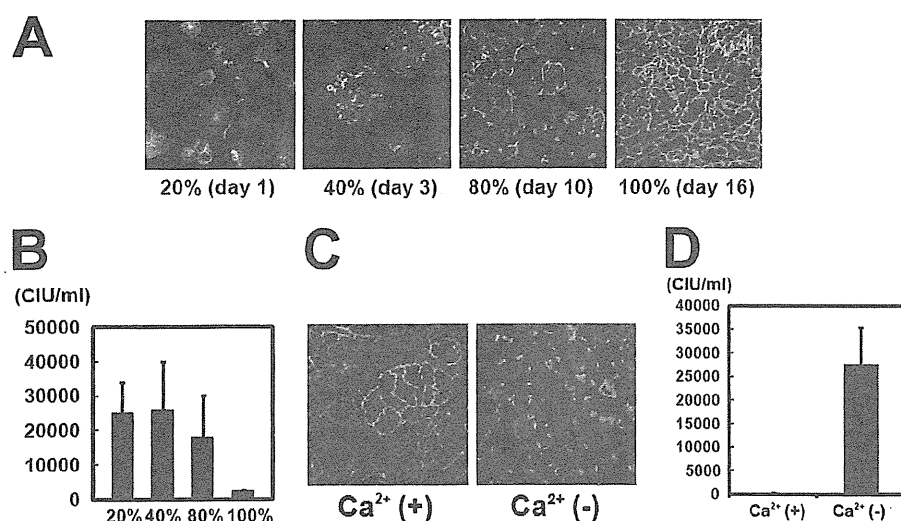 A
20% (day 1) 40% (day 3) 80% (day 10) 100% (day 16)
B
(CIU/ml)
50000
40000
30000
20000
10000
0
20% 40% 80% 100%
C
Ca²⁺ (+) Ca²⁺ (-)
D
(CIU/ml)
40000
35000
30000
25000
20000
15000
10000
5000
0
Ca²⁺ (+) Ca²⁺ (-)